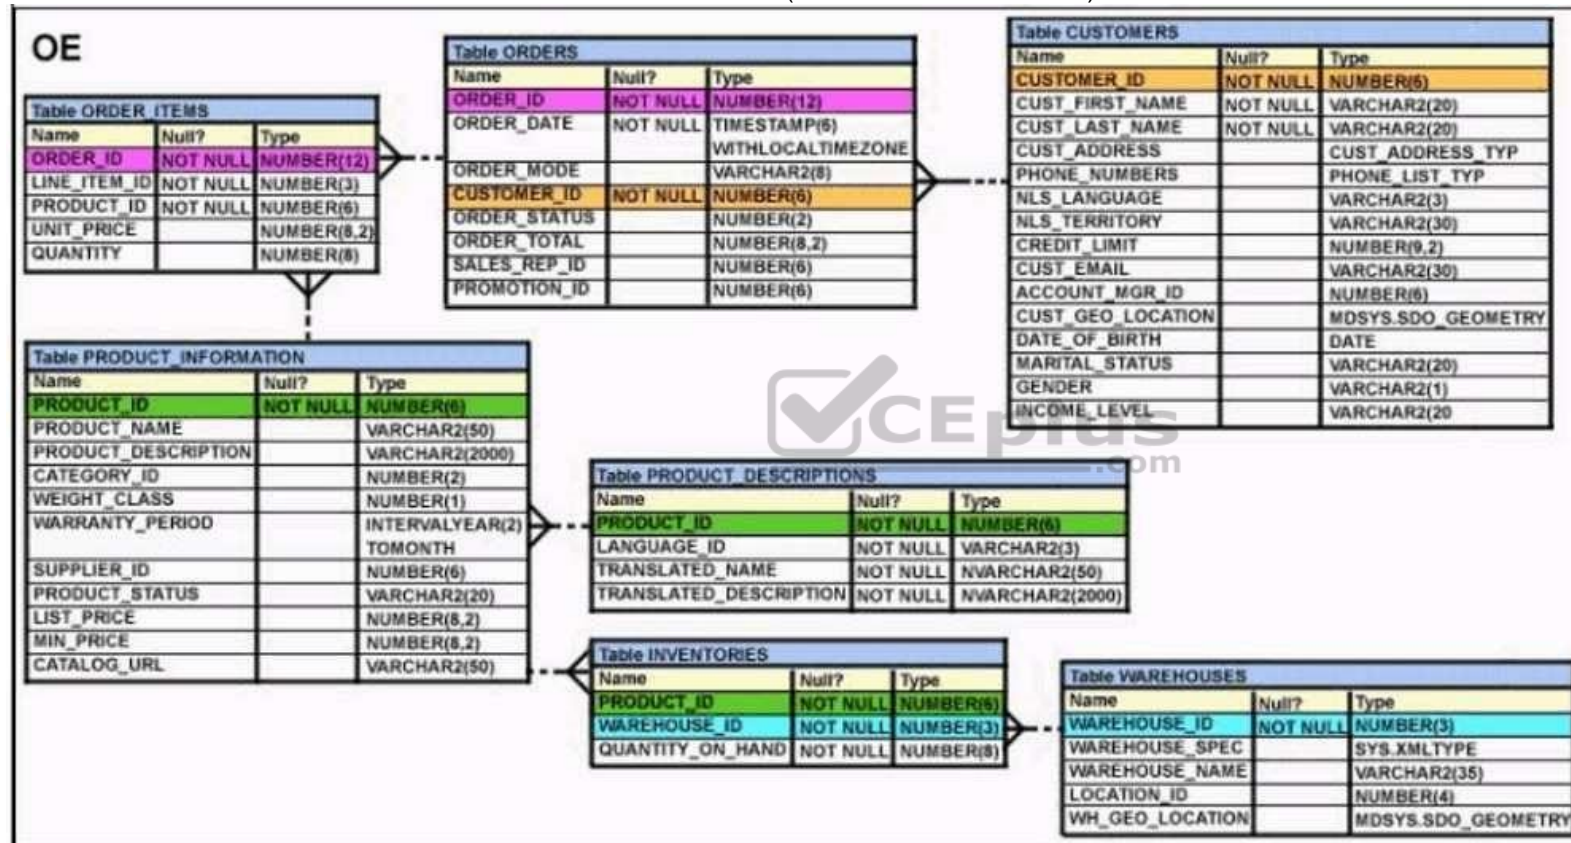 OE
Table ORDER_ITEMS
Name Null? Type
ORDER_ID NOT NULL NUMBER(12)
LINE_ITEM_ID NOT NULL NUMBER(3)
PRODUCT_ID NOT NULL NUMBER(6)
UNIT_PRICE NUMBER(8,2)
QUANTITY NUMBER(8)
Table ORDERS
Name Null? Type
ORDER_ID NOT NULL NUMBER(12)
ORDER_DATE NOT NULL TIMESTAMP(6)
WITHLOCALTIMEZONE
ORDER_MODE VARCHAR2(8)
CUSTOMER_ID NOT NULL NUMBER(6)
ORDER_STATUS NUMBER(2)
ORDER_TOTAL NUMBER(8,2)
SALES_REP_ID NUMBER(6)
PROMOTION_ID NUMBER(6)
Table CUSTOMERS
Name Null? Type
CUSTOMER_ID NOT NULL NUMBER(6)
CUST_FIRST_NAME NOT NULL VARCHAR2(20)
CUST_LAST_NAME NOT NULL VARCHAR2(20)
CUST_ADDRESS CUST_ADDRESS_TYP
PHONE_NUMBERS PHONE_LIST_TYP
NLS_LANGUAGE VARCHAR2(3)
NLS_TERRITORY VARCHAR2(30)
CREDIT_LIMIT NUMBER(9,2)
CUST_EMAIL VARCHAR2(30)
ACCOUNT_MGR_ID NUMBER(6)
CUST_GEO_LOCATION MDSYS.SDO_GEOMETRY
DATE_OF_BIRTH DATE
MARITAL_STATUS VARCHAR2(20)
GENDER VARCHAR2(1)
INCOME_LEVEL VARCHAR2(20
Table PRODUCT_INFORMATION
Name Null? Type
PRODUCT_ID NOT NULL NUMBER(6)
PRODUCT_NAME VARCHAR2(50)
PRODUCT_DESCRIPTION VARCHAR2(2000)
CATEGORY_ID NUMBER(2)
WEIGHT_CLASS NUMBER(1)
WARRANTY_PERIOD INTERVALYEAR(2)
TOMONTH
SUPPLIER_ID NUMBER(6)
PRODUCT_STATUS VARCHAR2(20)
LIST_PRICE NUMBER(8,2)
MIN_PRICE NUMBER(8,2)
CATALOG_URL VARCHAR2(50)
VCEplus
.com
Table PRODUCT_DESCRIPTIONS
Name Null? Type
PRODUCT_ID NOT NULL NUMBER(6)
LANGUAGE_ID NOT NULL VARCHAR2(3)
TRANSLATED_NAME NOT NULL NVARCHAR2(50)
TRANSLATED_DESCRIPTION NOT NULL NVARCHAR2(2000)
Table INVENTORIES
Name Null? Type
PRODUCT_ID NOT NULL NUMBER(6)
WAREHOUSE_ID NOT NULL NUMBER(3)
QUANTITY_ON_HAND NOT NULL NUMBER(8)
Table WAREHOUSES
Name Null? Type
WAREHOUSE_ID NOT NULL NUMBER(3)
WAREHOUSE_SPEC SYS.XMLTYPE
WAREHOUSE_NAME VARCHAR2(35)
LOCATION_ID NUMBER(4)
WH_GEO_LOCATION MDSYS.SDO_GEOMETRY